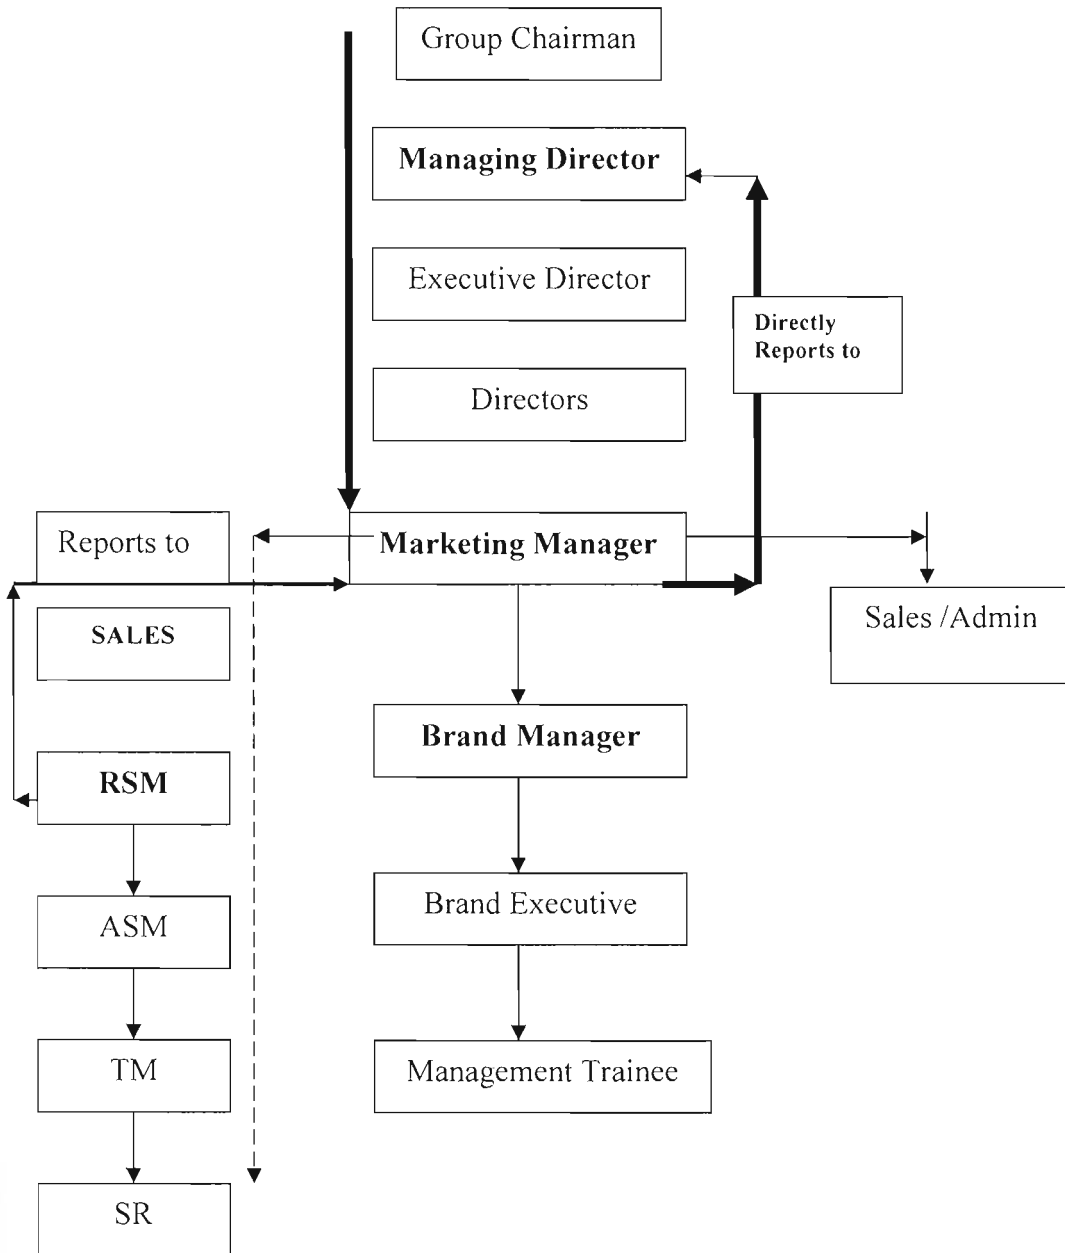 Group Chairman
Managing Director
Executive Director
Directly
Reports to
Directors
Reports to
Marketing Manager
Sales /Admin
SALES
Brand Manager
RSM
Brand Executive
ASM
TM
Management Trainee
SR